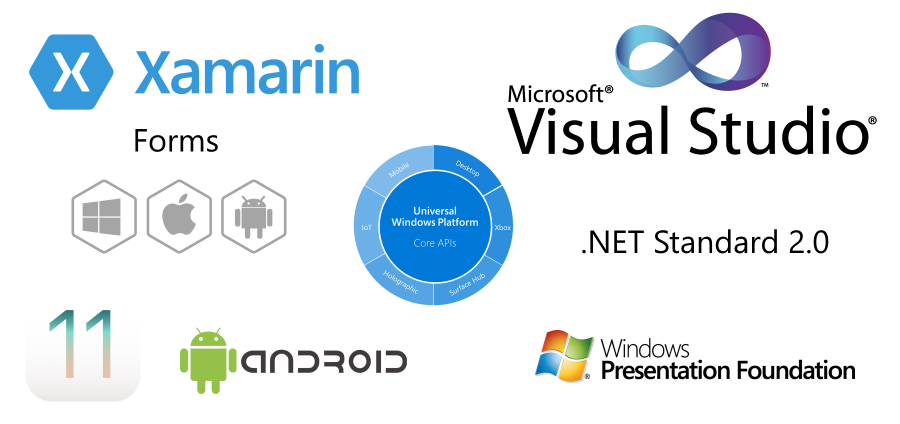 X Xamarin
Forms
Microsoft®
Visual Studio®
™
Mobile
Desktop
IoT
Universal
Windows Platform
Core APIs
Xbox
Holographic
Surface Hub
.NET Standard 2.0
11
android
Windows
Presentation Foundation
®